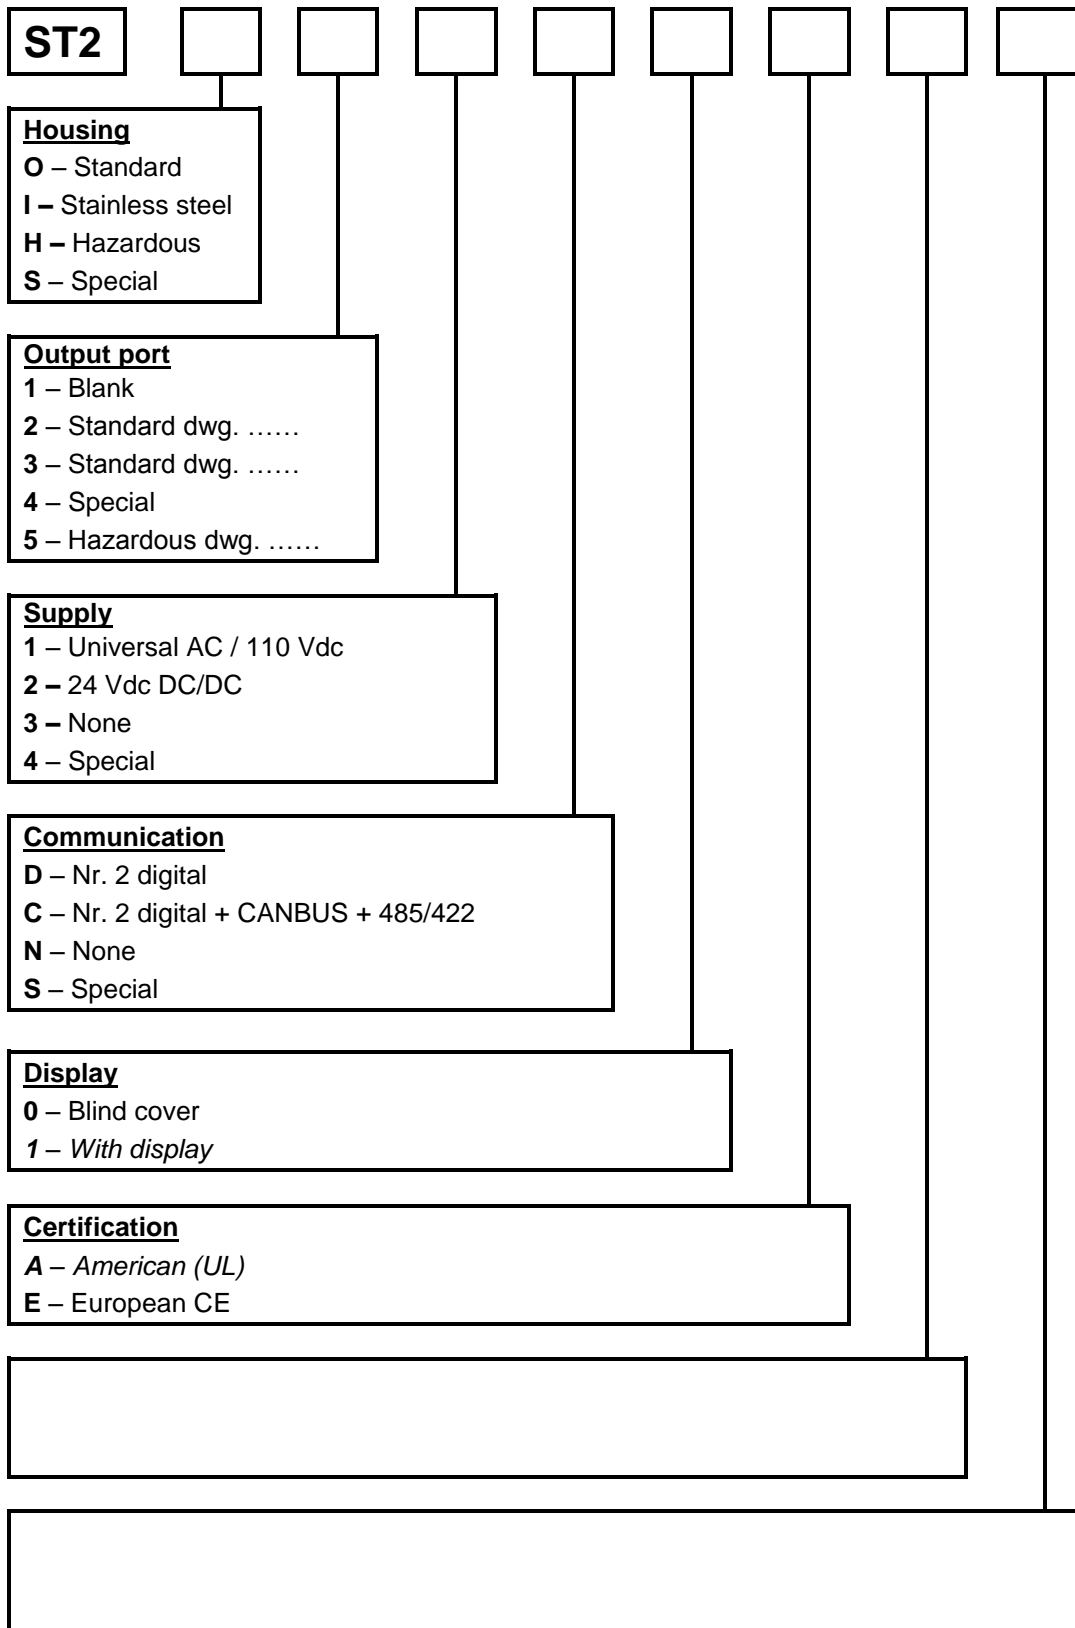 ST2
Housing
O – Standard
I – Stainless steel
H – Hazardous
S – Special
Output port
1 – Blank
2 – Standard dwg. ……
3 – Standard dwg. ……
4 – Special
5 – Hazardous dwg. ……
Supply
1 – Universal AC / 110 Vdc
2 – 24 Vdc DC/DC
3 – None
4 – Special
Communication
D – Nr. 2 digital
C – Nr. 2 digital + CANBUS + 485/422
N – None
S – Special
Display
0 – Blind cover
1 – With display
Certification
A – American (UL)
E – European CE